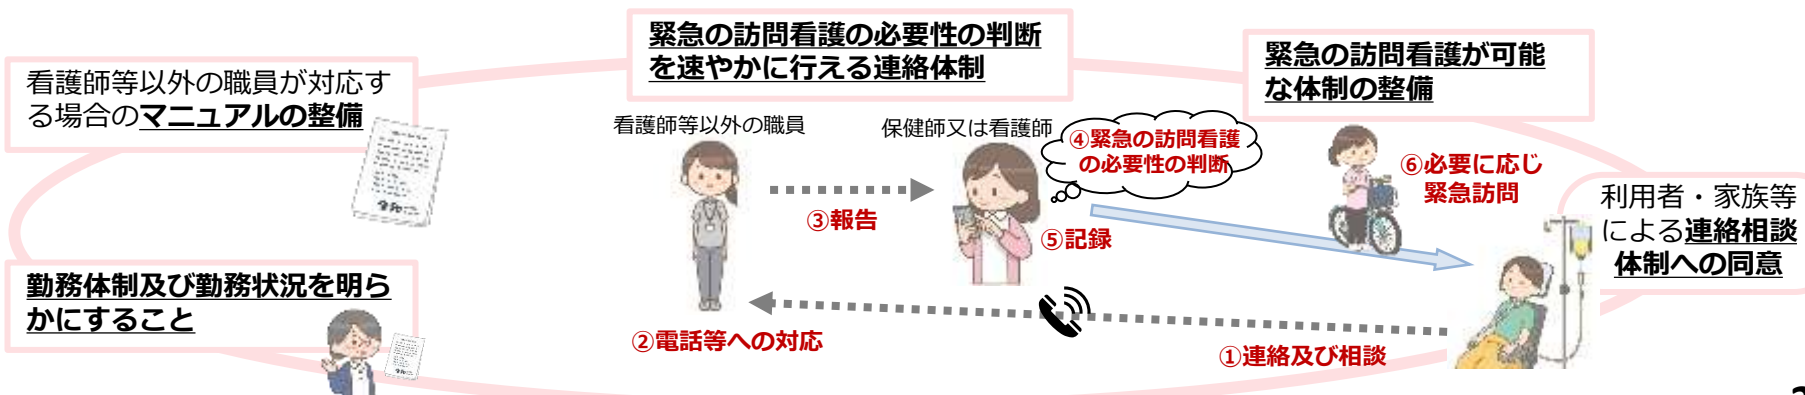 看護師等以外の職員が対応す
る場合のマニュアルの整備
勤務体制及び勤務状況を明ら
かにすること
緊急の訪問看護の必要性の判断
を速やかに行える連絡体制
看護師等以外の職員
保健師又は看護師
④緊急の訪問看護
の必要性の判断
③報告
⑤記録
②電話等への対応
①連絡及び相談
緊急の訪問看護が可能
な体制の整備
⑥必要に応じ
緊急訪問
利用者・家族等
による連絡相談
体制への同意